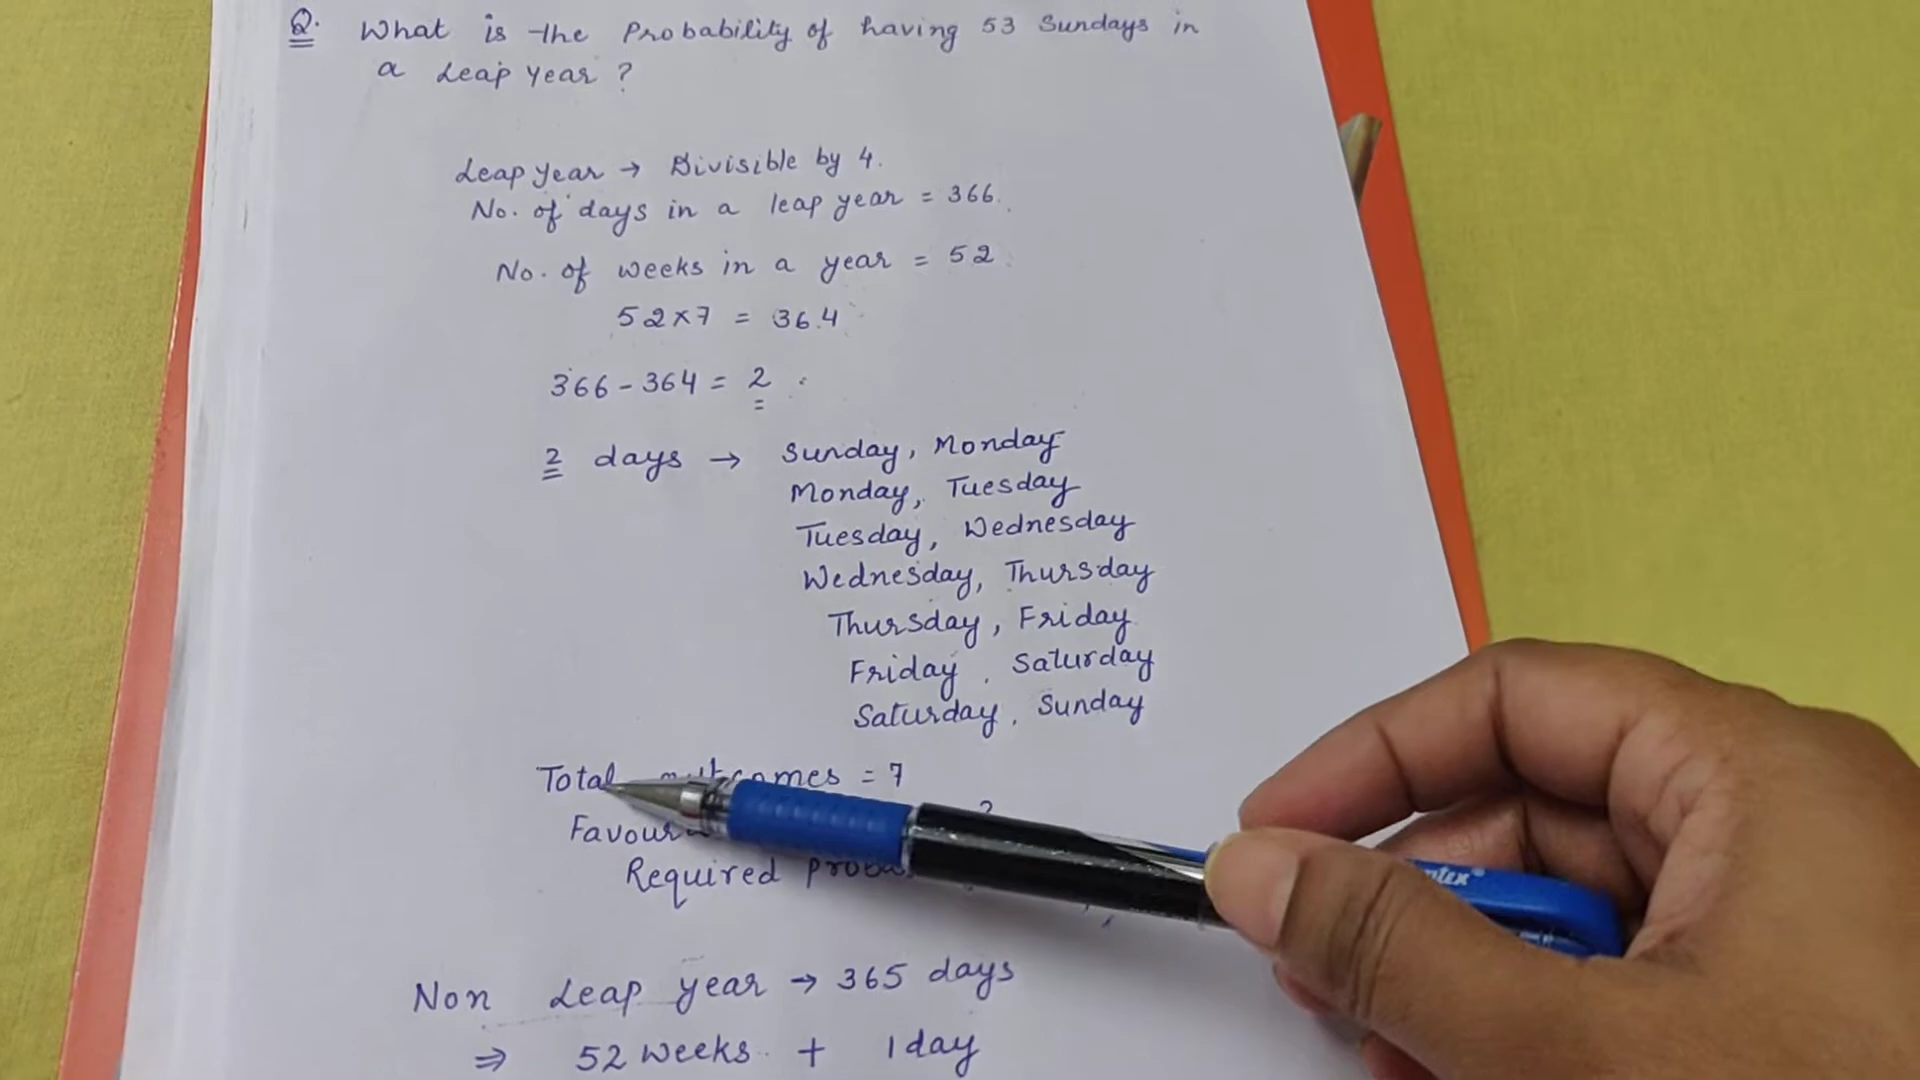 Q. What is the Probability of having 53 Sundays in
a Leap Year ?
Leap year → Divisible by 4.
No. of days in a leap year = 366.
No. of weeks in a year = 52
52×7 = 364
366 - 364 = 2
2 days → Sunday, Monday
Monday, Tuesday
Tuesday, Wednesday
Wednesday, Thursday
Thursday, Friday
Friday, Saturday
Saturday, Sunday
Total outcomes = 7
Required
Non Leap year → 365 days
⇒ 52 weeks + 1 day